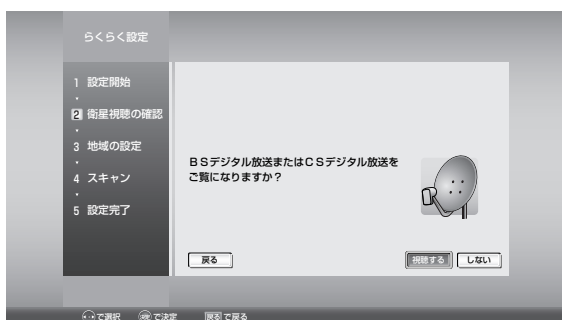 らくらく設定
1 設定開始
2 衛星視聴の確認
3 地域の設定
4 スキャン
5 設定完了
BSデジタル放送またはCSデジタル放送を
ご覧になりますか?
戻る 視聴する しない
で選択 決定 で決定 戻る で戻る